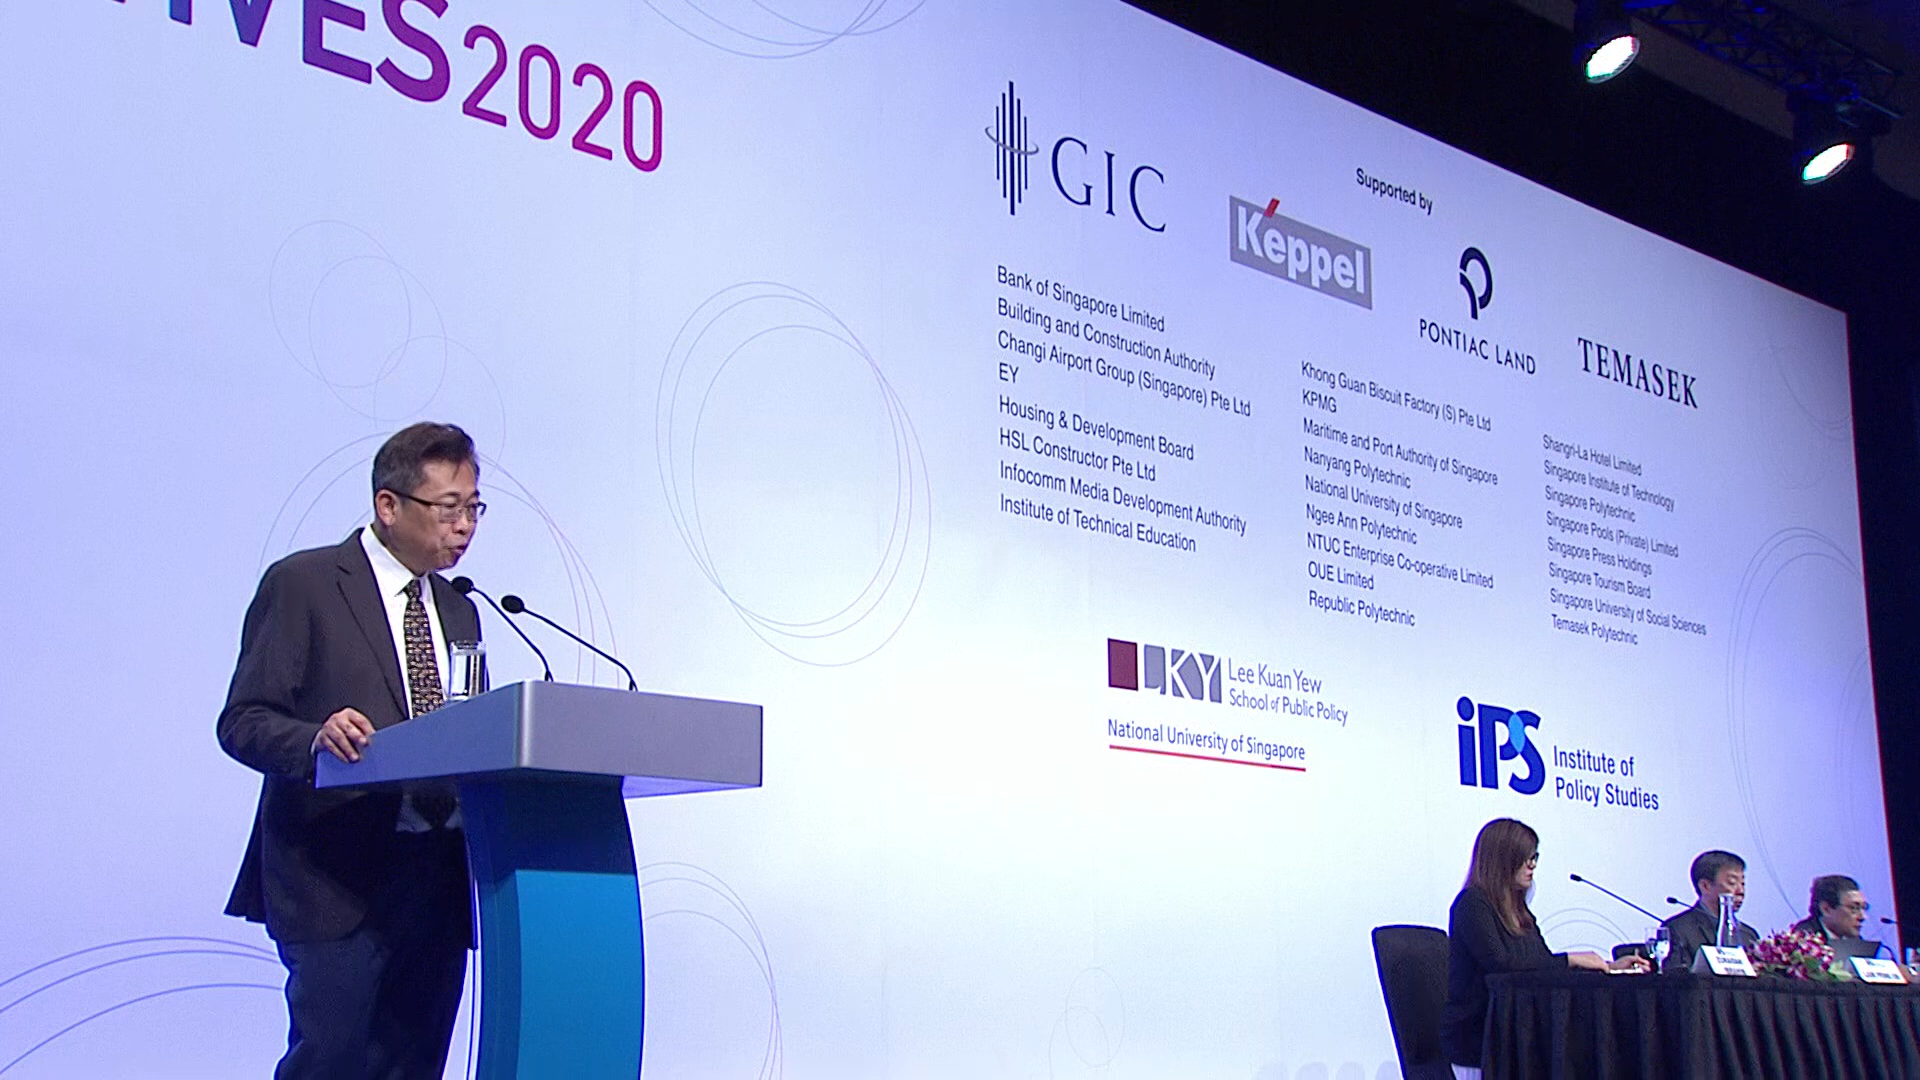 IVES2020
GIC
Keppel
Supported by
PONTIAC LAND
TEMASEK
Bank of Singapore Limited
Building and Construction Authority
Changi Airport Group (Singapore) Pte Ltd
EY
Housing & Development Board
HSL Constructor Pte Ltd
Infocomm Media Development Authority
Institute of Technical Education
Khong Guan Biscuit Factory (S) Pte Ltd
KPMG
Maritime and Port Authority of Singapore
Nanyang Polytechnic
National University of Singapore
Ngee Ann Polytechnic
NTUC Enterprise Co-operative Limited
OUE Limited
Republic Polytechnic
Shangri-La Hotel Limited
Singapore Institute of Technology
Singapore Polytechnic
Singapore Pools (Private) Limited
Singapore Press Holdings
Singapore Tourism Board
Singapore University of Social Sciences
Temasek Polytechnic
LKY
Lee Kuan Yew
School of Public Policy
National University of Singapore
iPS
Institute of
Policy Studies